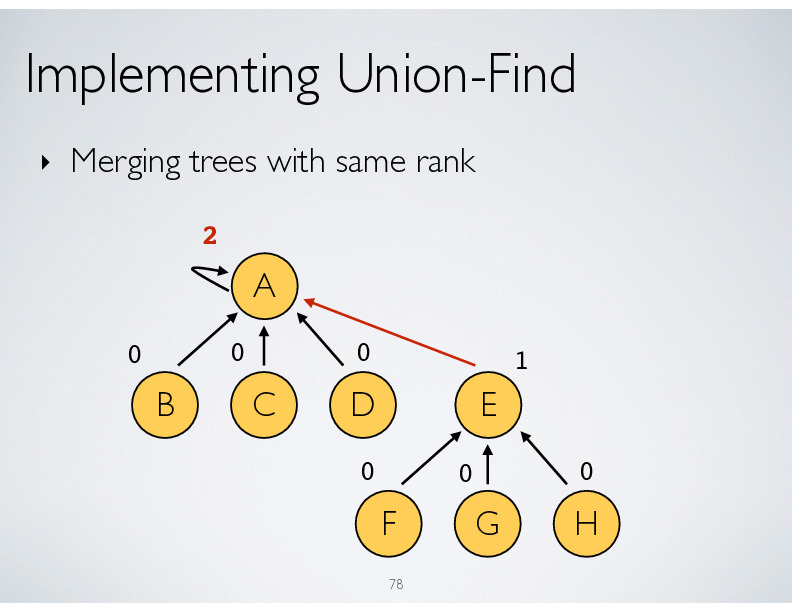 Implementing Union-Find
‣ Merging trees with same rank
2
A
0 0 0 1
B C D E
0 0 0
F G H
78